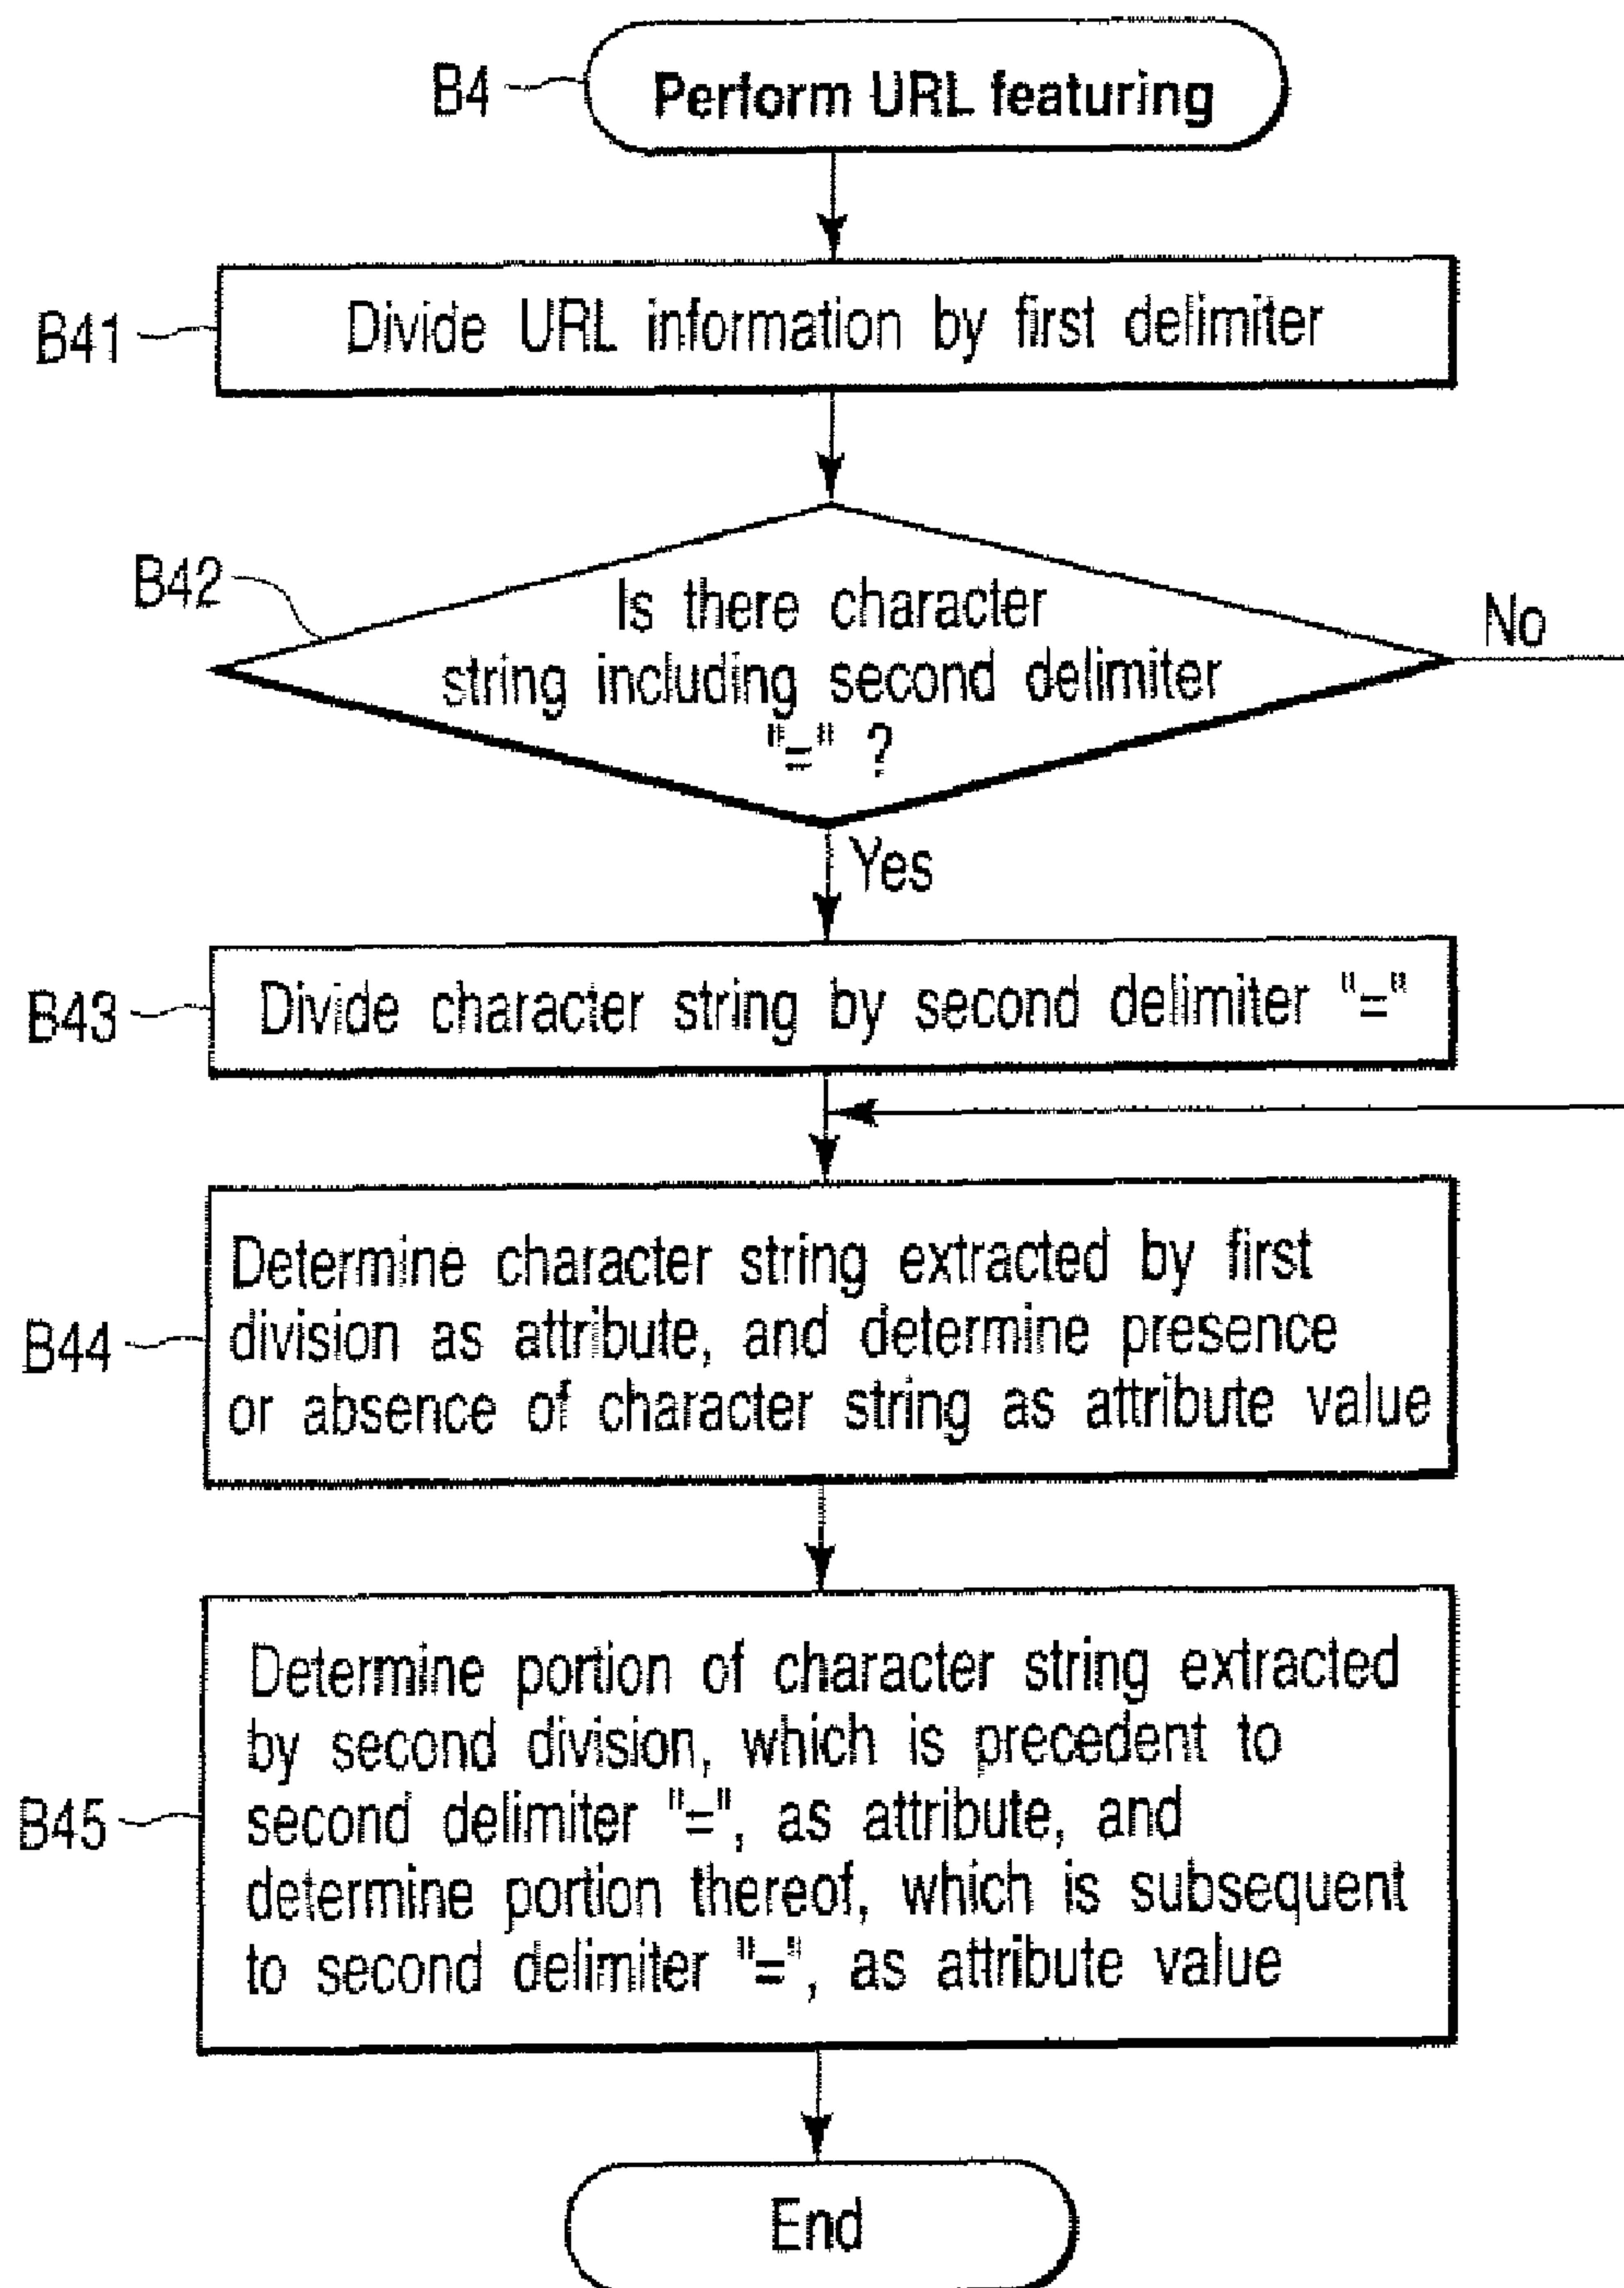 B4
Perform URL featuring
B41
Divide URL information by first delimiter
B42
Is there character
string including second delimiter
"=" ?
No
Yes
B43
Divide character string by second delimiter "="
B44
Determine character string extracted by first
division as attribute, and determine presence
or absence of character string as attribute value
B45
Determine portion of character string extracted
by second division, which is precedent to
second delimiter "=", as attribute, and
determine portion thereof, which is subsequent
to second delimiter "=", as attribute value
End